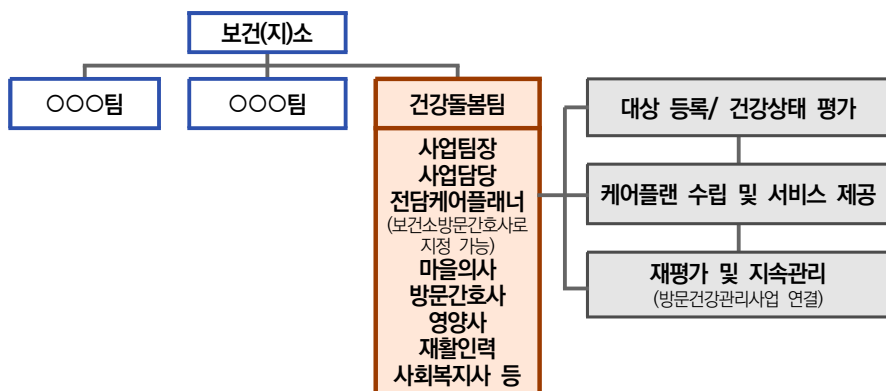 보건(지)소
○○○팀
○○○팀
건강돌봄팀
사업팀장
사업담당
전담케어플래너
(보건소방문간호사로
지정 가능)
마을의사
방문간호사
영양사
재활인력
사회복지사 등
대상 등록/ 건강상태 평가
케어플랜 수립 및 서비스 제공
재평가 및 지속관리
(방문건강관리사업 연결)